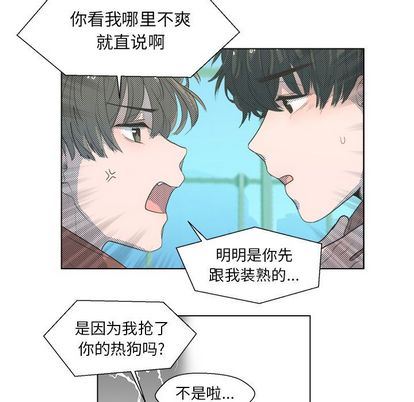 你看我哪里不爽
就直说啊
明明是你先
跟我装熟的...
是因为我抢了
你的热狗吗?
不是啦...